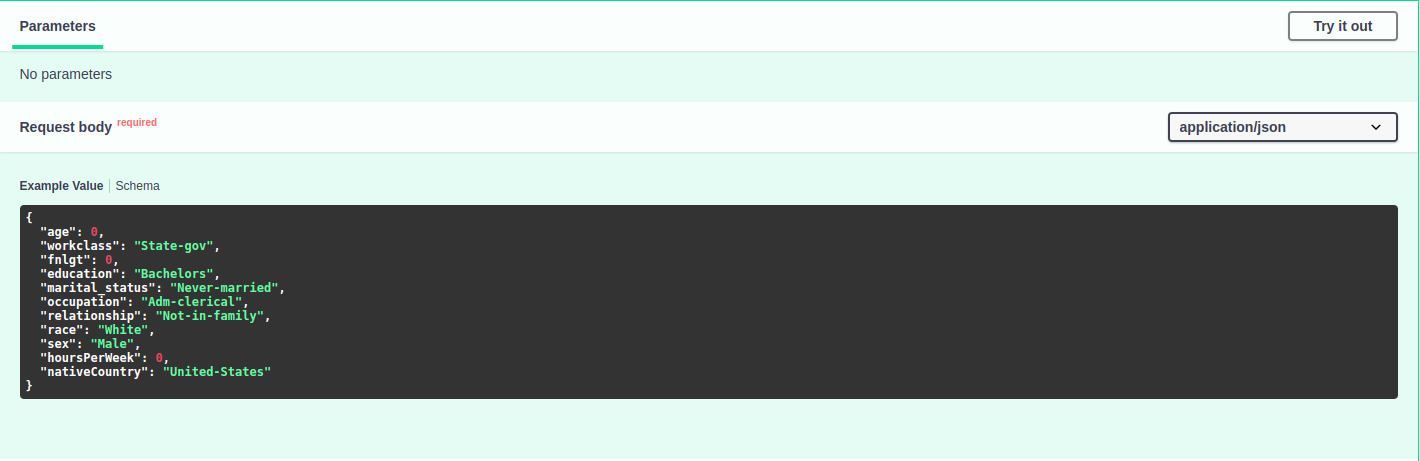 Parameters
Try it out
No parameters
Request body required
application/json
Example Value
Schema
{
  "age": 0,
  "workclass": "State-gov",
  "fnlgt": 0,
  "education": "Bachelors",
  "marital_status": "Never-married",
  "occupation": "Adm-clerical",
  "relationship": "Not-in-family",
  "race": "White",
  "sex": "Male",
  "hoursPerWeek": 0,
  "nativeCountry": "United-States"
}